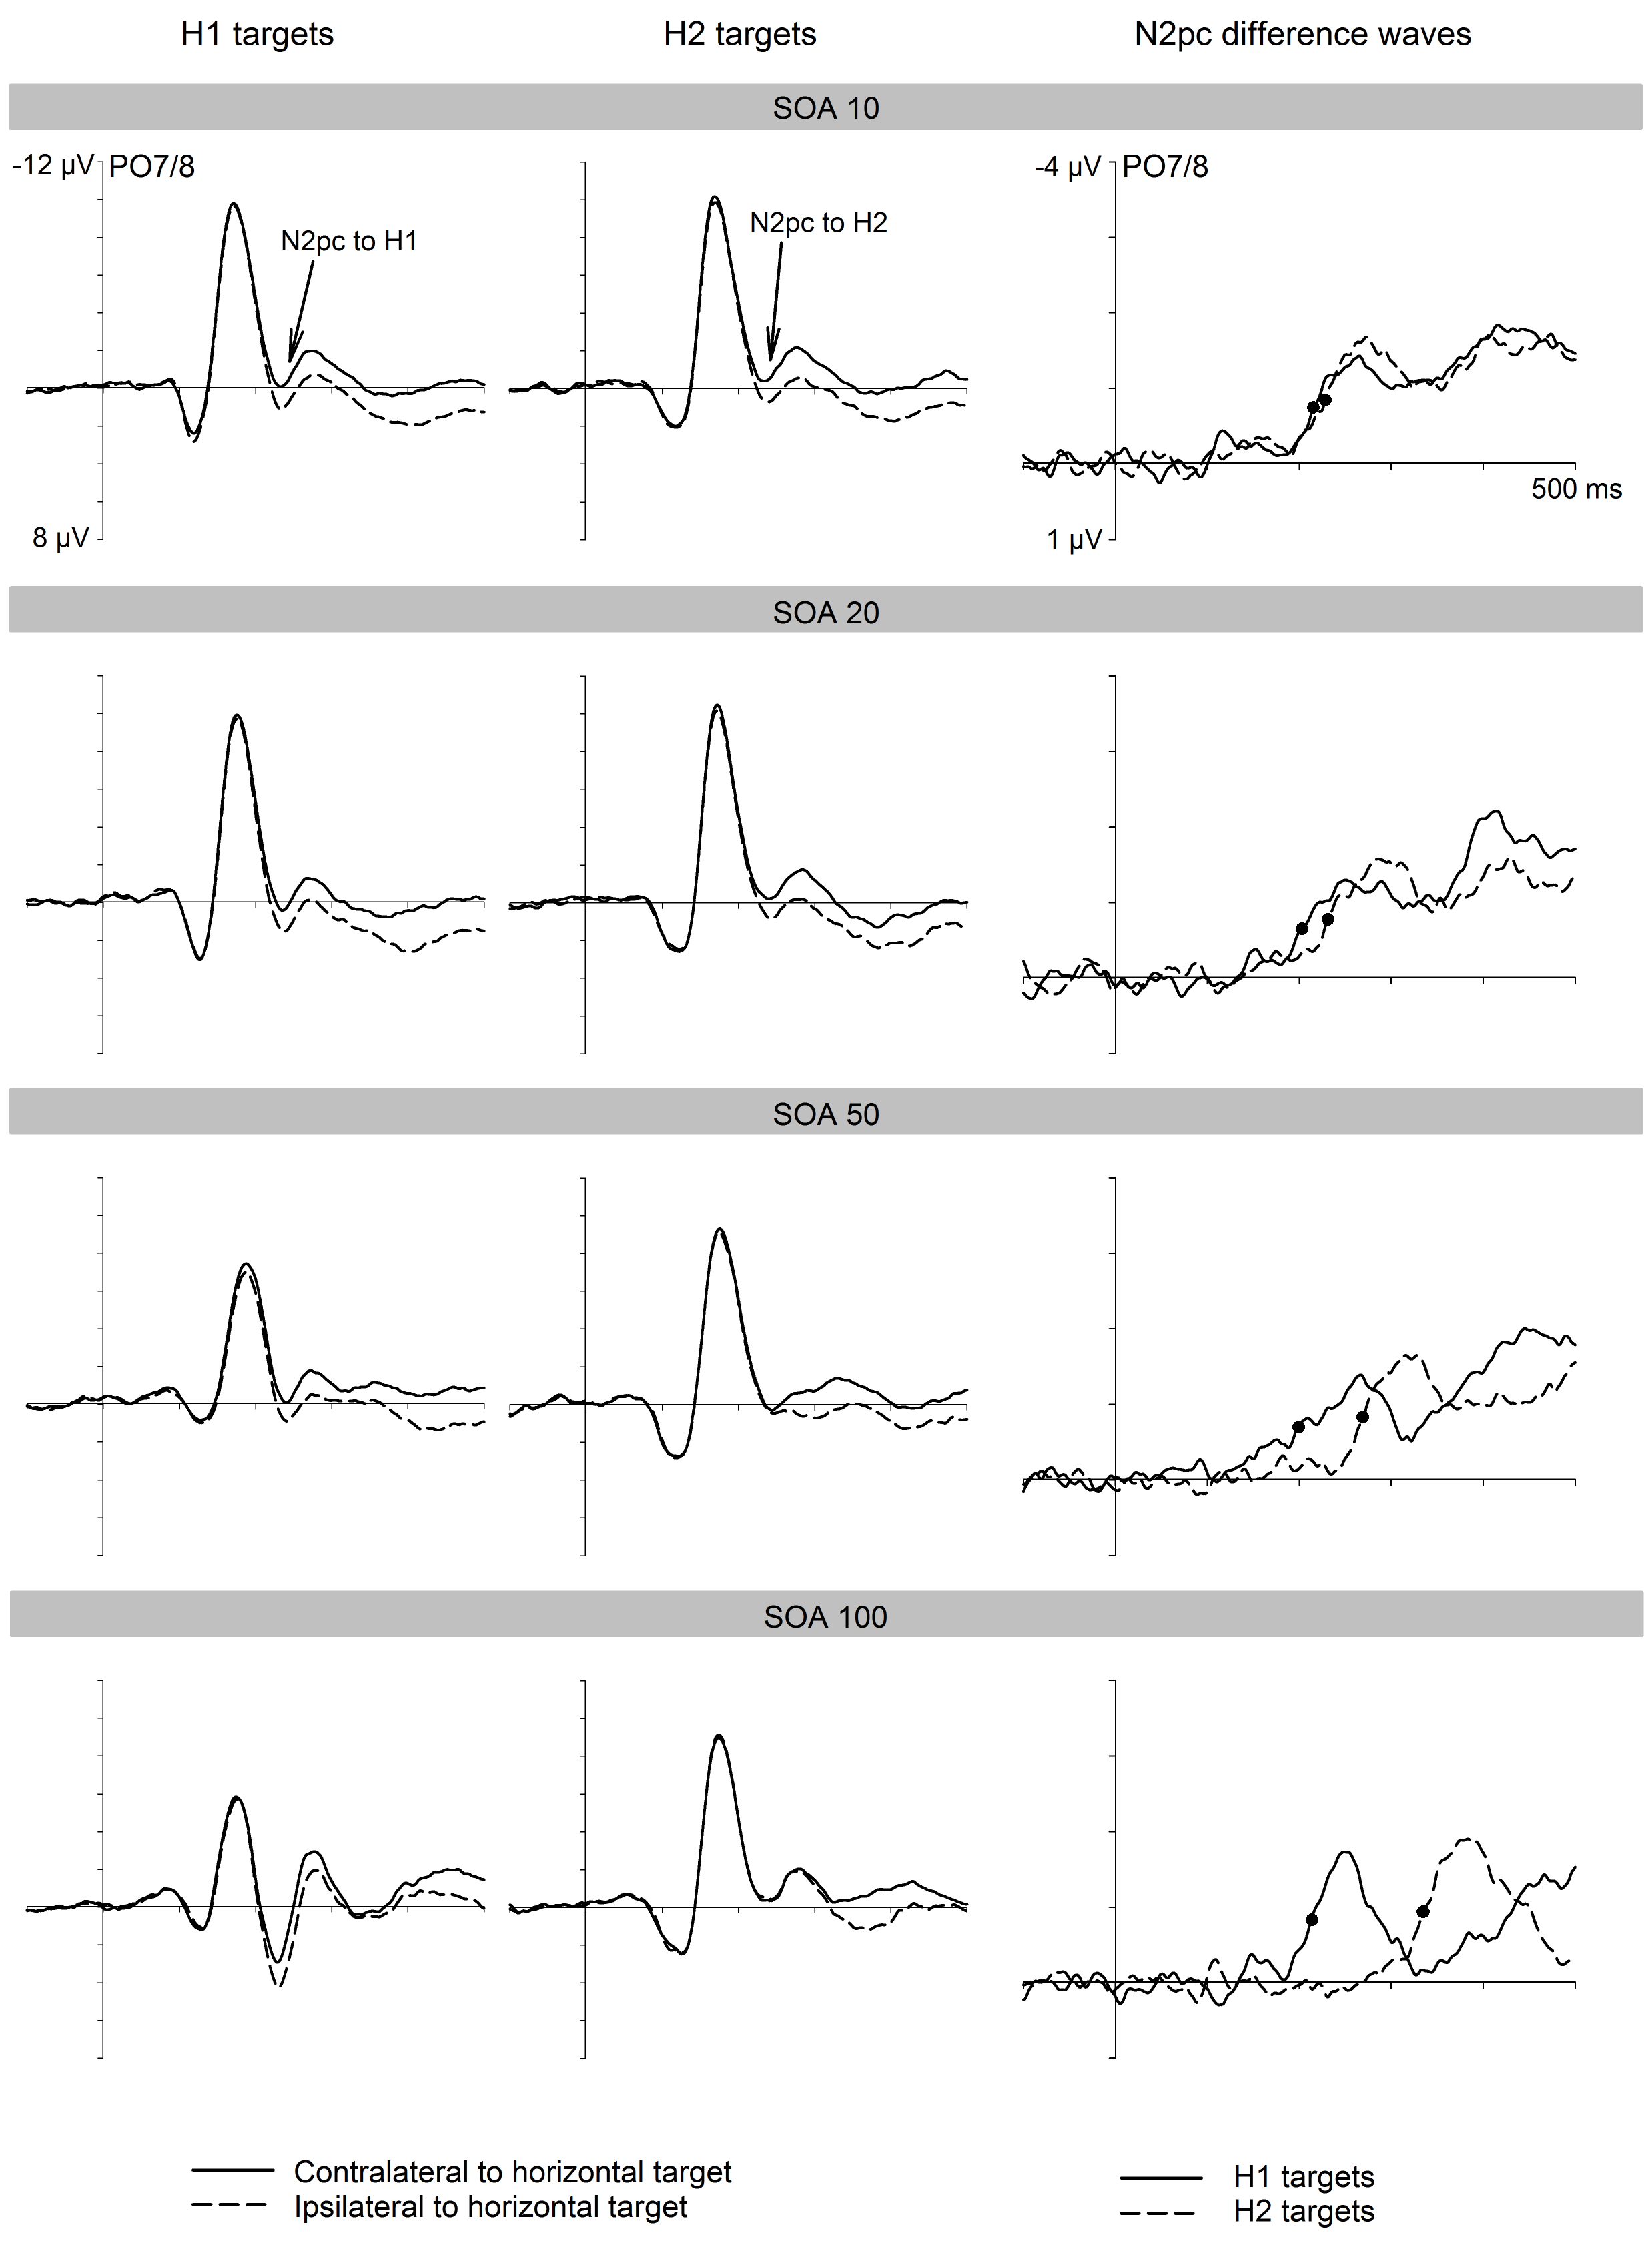 H1 targets
H2 targets
N2pc difference waves
SOA 10
-12 µV
PO7/8
-4 µV
PO7/8
N2pc to H1
N2pc to H2
500 ms
8 µV
1 µV
SOA 20
SOA 50
SOA 100
Contralateral to horizontal target
Ipsilateral to horizontal target
H1 targets
H2 targets